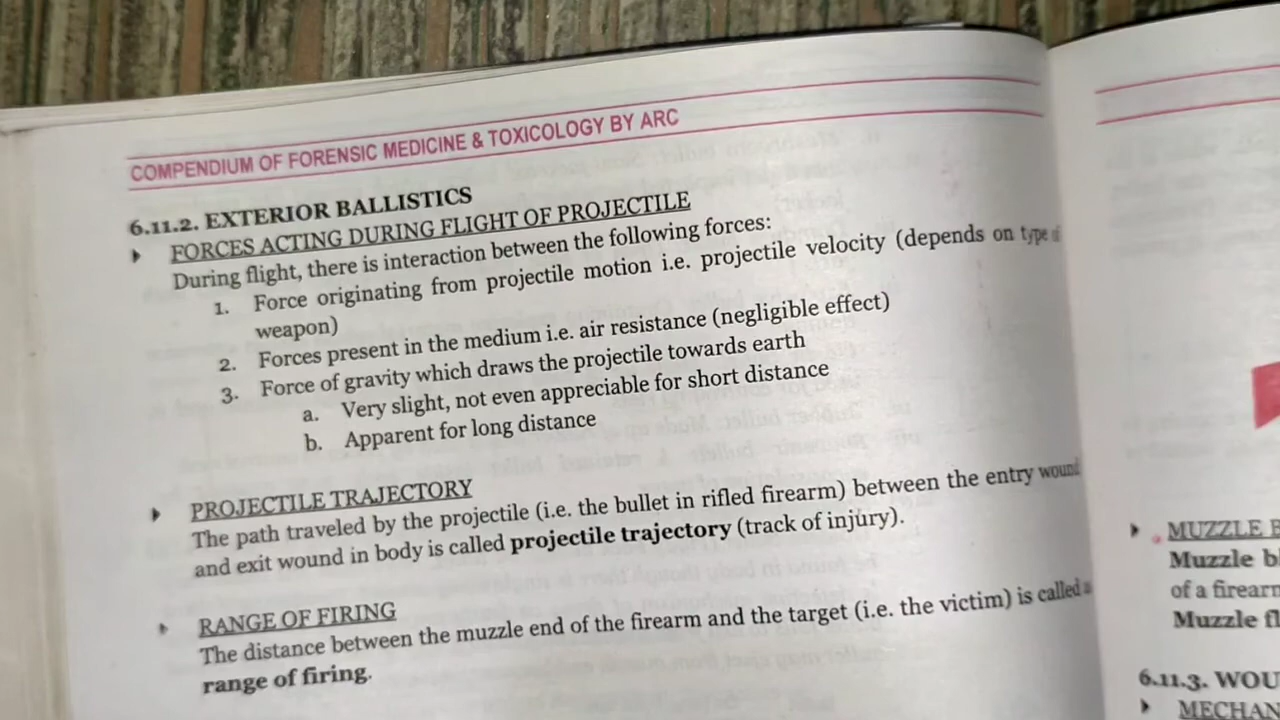 COMPENDIUM OF FORENSIC MEDICINE & TOXICOLOGY BY ARC
6.11.2. EXTERIOR BALLISTICS
FORCES ACTING DURING FLIGHT OF PROJECTILE
During flight, there is interaction between the following forces:
1. Force originating from projectile motion i.e. projectile velocity (depends on type of
weapon)
2. Forces present in the medium i.e. air resistance (negligible effect)
3. Force of gravity which draws the projectile towards earth
a. Very slight, not even appreciable for short distance
b. Apparent for long distance
PROJECTILE TRAJECTORY
The path traveled by the projectile (i.e. the bullet in rifled firearm) between the entry wound
and exit wound in body is called projectile trajectory (track of injury).
RANGE OF FIRING
The distance between the muzzle end of the firearm and the target (i.e. the victim) is called
range of firing.
MUZZLE
Muzzle
of a firearm
Muzzle
6.11.3.